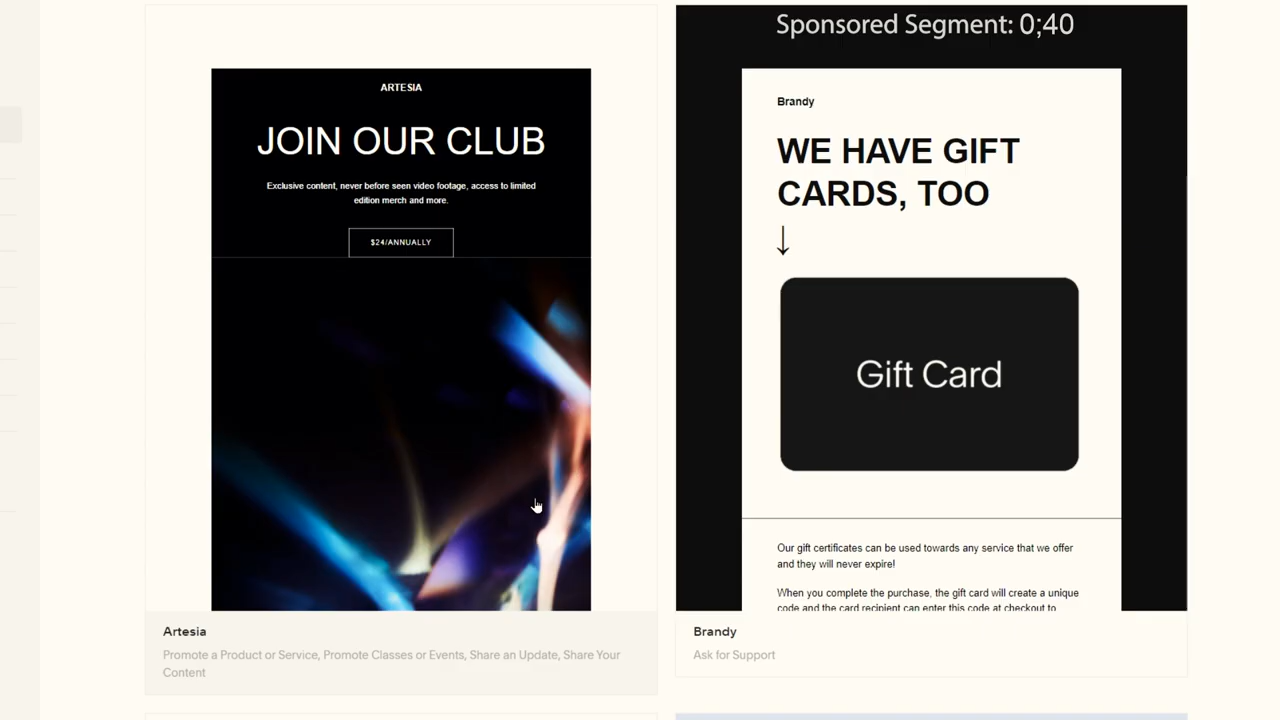 ARTESIA
JOIN OUR CLUB
Exclusive content, never before seen video footage, access to limited
edition merch and more.
$24/ANNUALLY
Artesia
Promote a Product or Service, Promote Classes or Events, Share an Update, Share Your
Content
Sponsored Segment: 0;40
Brandy
WE HAVE GIFT
CARDS, TOO
↓
Gift Card
Our gift certificates can be used towards any service that we offer
and they will never expire!
When you complete the purchase, the gift card will create a unique
code and the card recipient can enter this code at checkout to
Brandy
Ask for Support